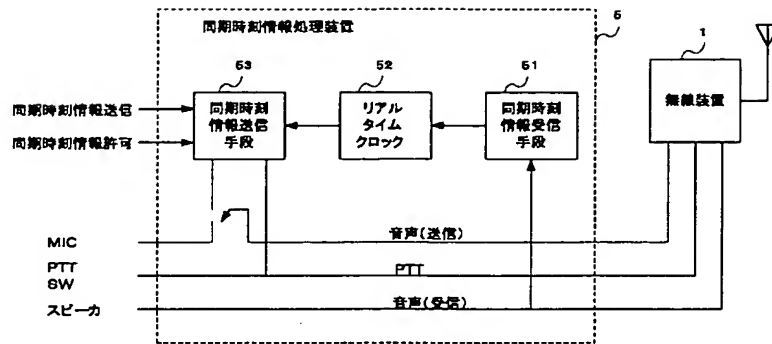 同期時刻情報処理装置
5
1
53
52
51
同期時刻
情報送信
手段
リアル
タイム
クロック
同期時刻
情報受信
手段
無線装置
同期時刻情報送信
同期時刻情報許可
MIC
音声(送信)
PTT
SW
PTT
スピーカ
音声(受信)